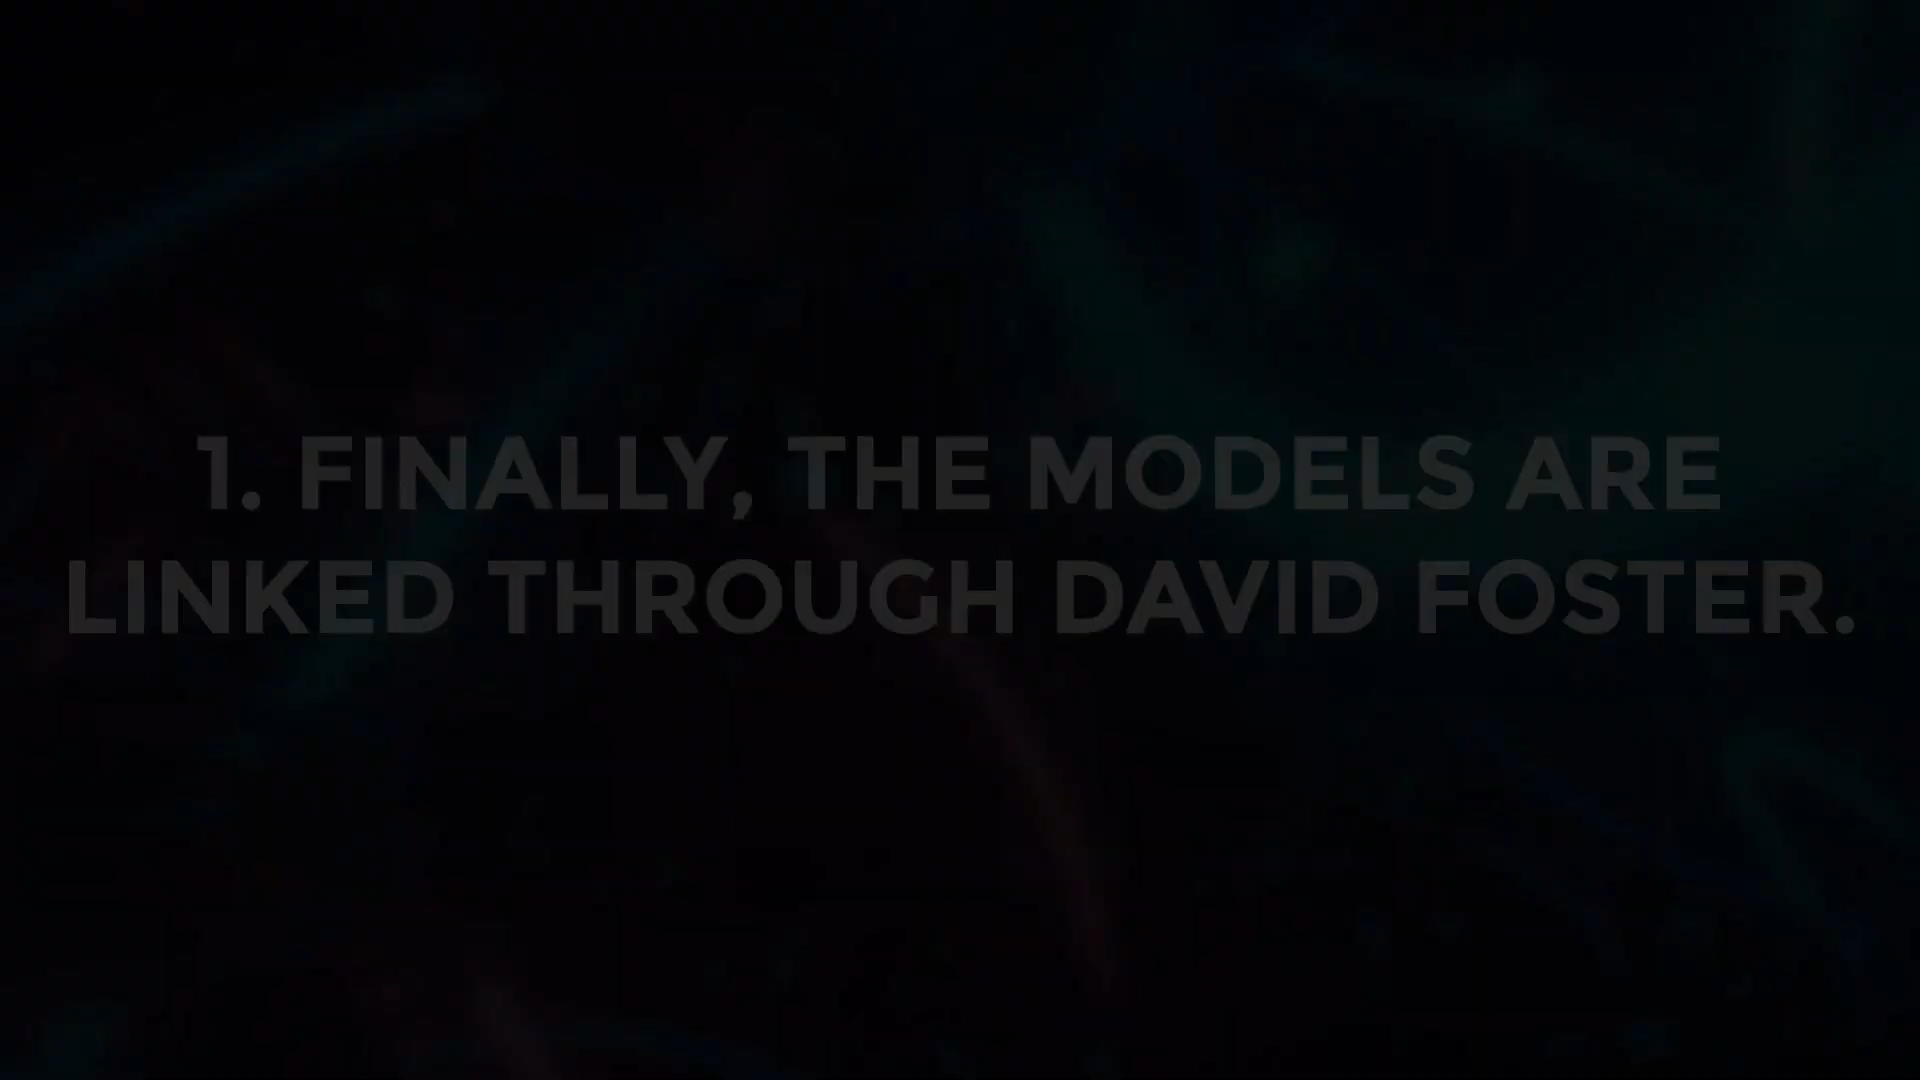 1. FINALLY, THE MODELS ARE
LINKED THROUGH DAVID FOSTER.